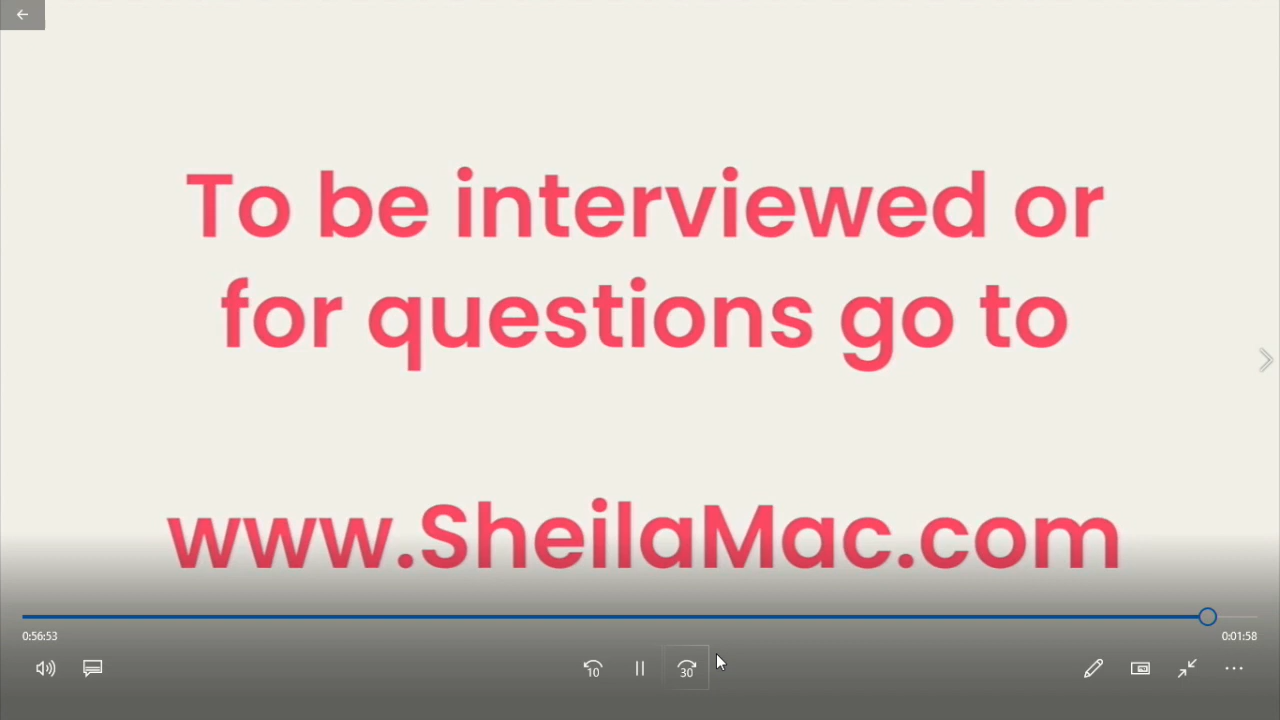 To be interviewed or
for questions go to
www.SheilaMac.com
0:56:53
0:01:58
10
30